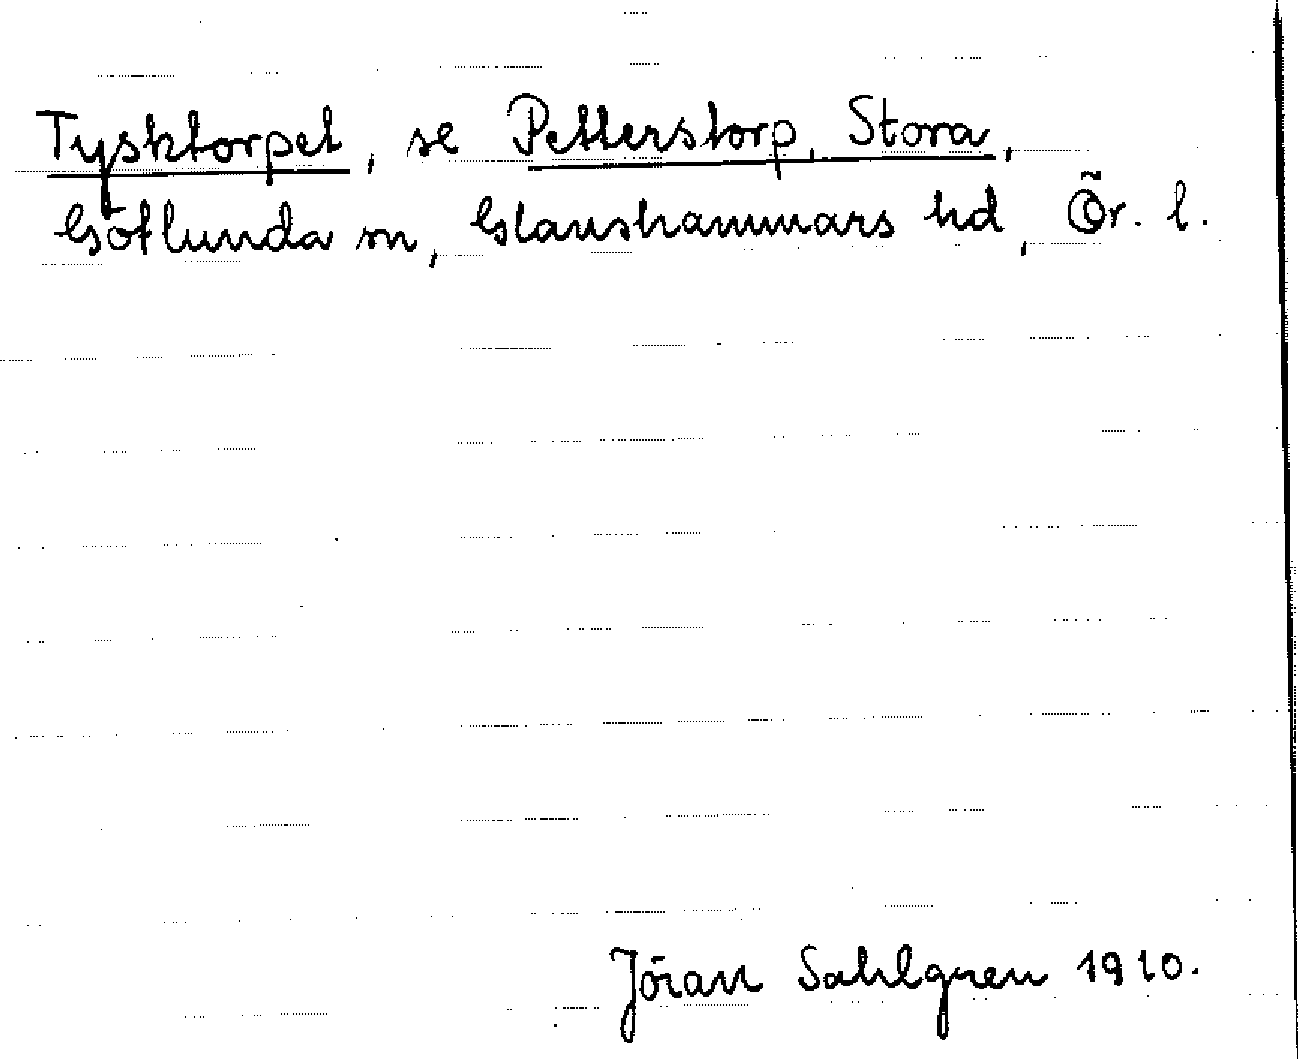 Tysktorpet, se Petterstorp, Stora,
Götlunda sn, Glanshammars hd, Ör. l.
Jöran Sahlgren 1910.